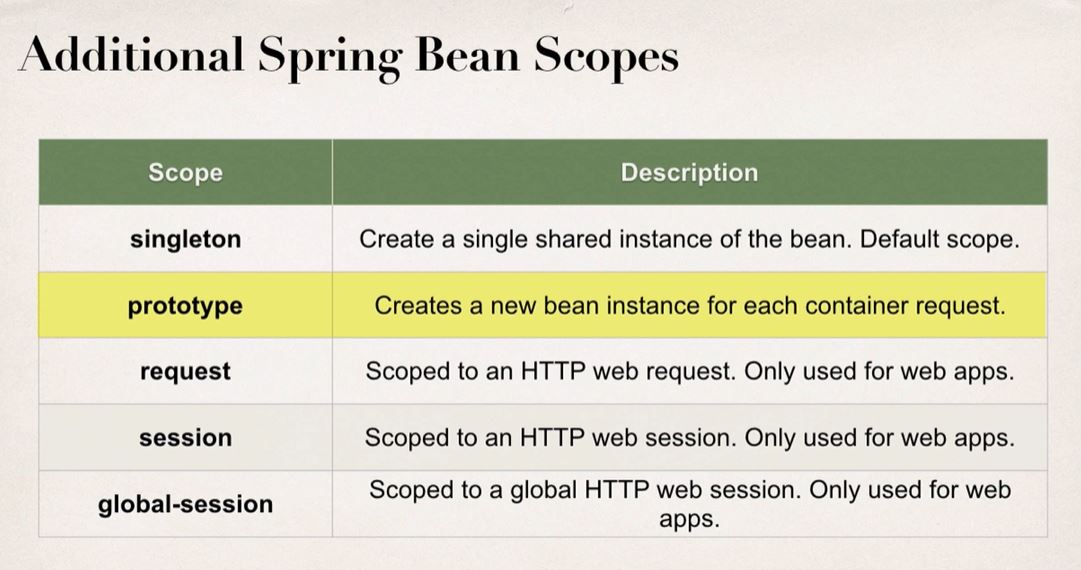 Additional Spring Bean Scopes
Scope Description
singleton Create a single shared instance of the bean. Default scope.
prototype Creates a new bean instance for each container request.
request Scoped to an HTTP web request. Only used for web apps.
session Scoped to an HTTP web session. Only used for web apps.
global-session Scoped to a global HTTP web session. Only used for web
apps.